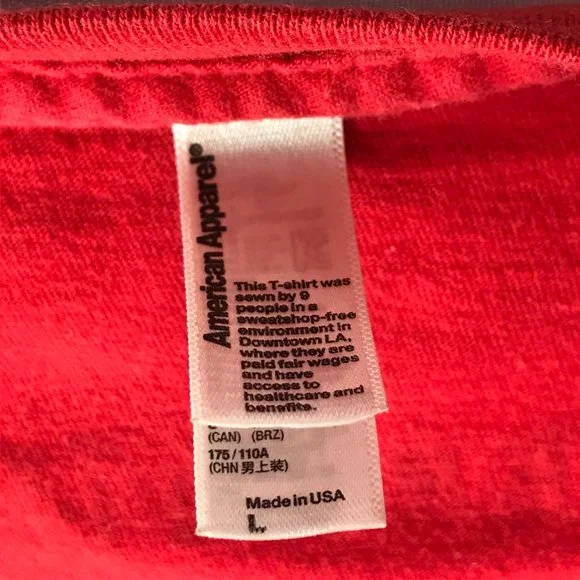 American Apparel®
This T-shirt was
sewn by 9
people in a
sweatshop-free
environment in
Downtown LA,
where they are
paid fair wages
and have
access to
healthcare and
benefits.
(CAN) (BRZ)
175/110A
(CHN 男上装)
Made in USA
L